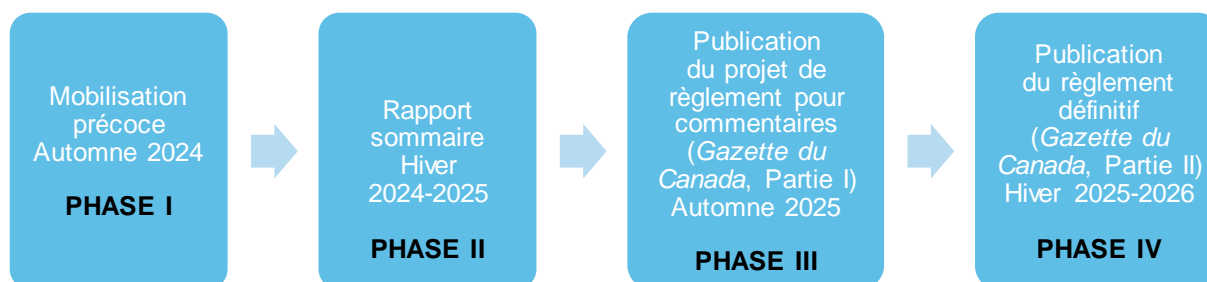 Mobilisation
précoce
Automne 2024
PHASE I
Rapport
sommaire
Hiver
2024-2025
PHASE II
Publication
du projet de
règlement pour
commentaires
(Gazette du
Canada, Partie I)
Automne 2025
PHASE III
Publication
du règlement
définitif
(Gazette du
Canada, Partie II)
Hiver 2025-2026
PHASE IV